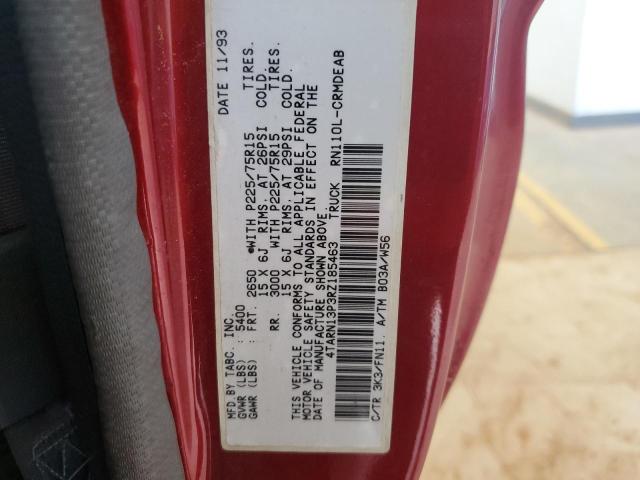 MFD BY TABC, INC. DATE 11/93
GVWR (LBS) : 5400
GAWR (LBS) : FRT. 2650 ●WITH P225/75R15 TIRES.
15 X 6J RIMS. AT 26PSI COLD.
RR. 3000 WITH P225/75R15 TIRES.
15 X 6J RIMS. AT 29PSI COLD.
THIS VEHICLE CONFORMS TO ALL APPLICABLE FEDERAL
MOTOR VEHICLE SAFETY STANDARDS IN EFFECT ON THE
DATE OF MANUFACTURE SHOWN ABOVE.
4TARN13P3RZ185463 TRUCK RN110L-CRMDEAB
C/TR 3K3/FN11. A/TM B03A/W56